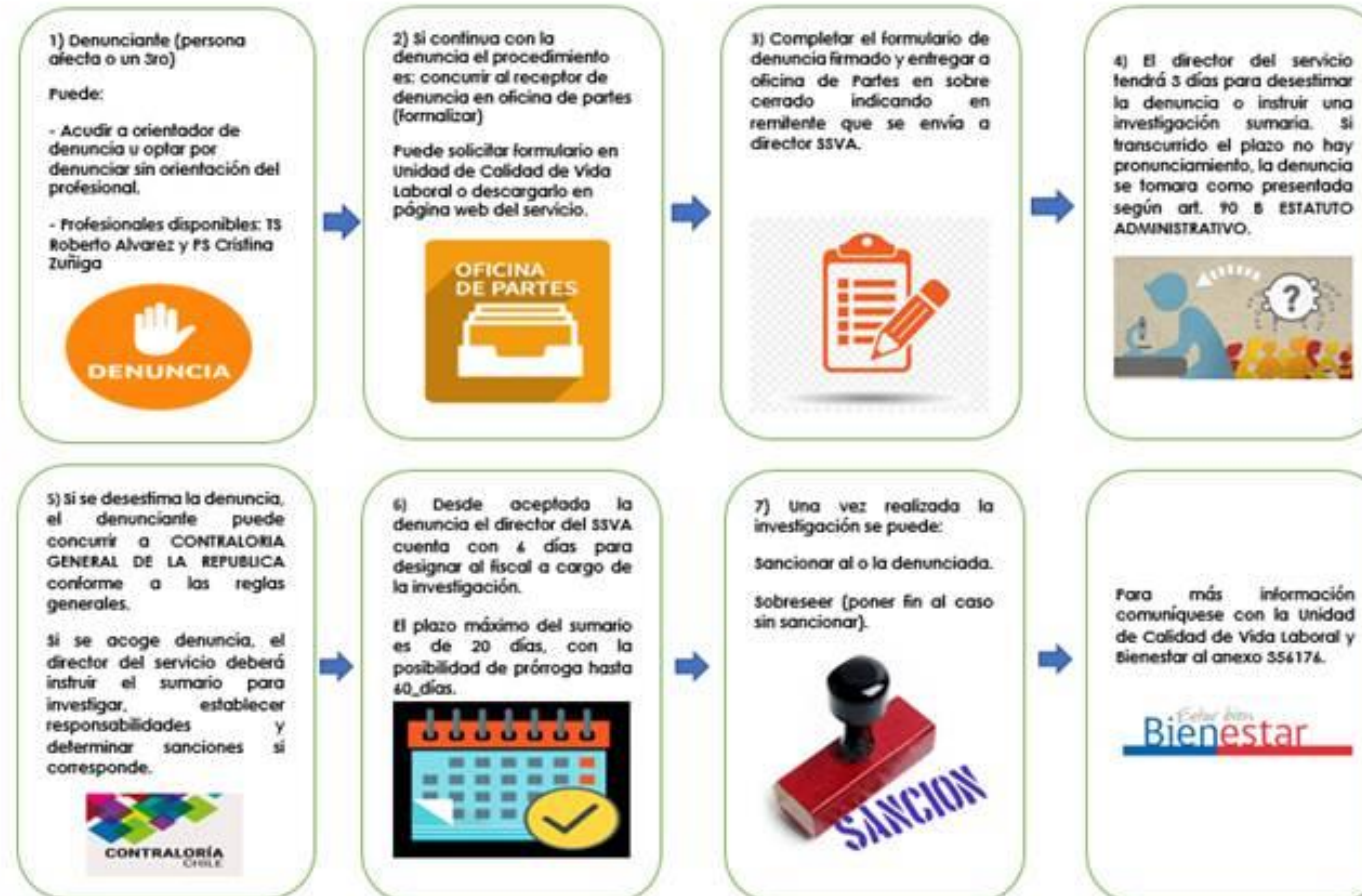 1) Denunciante (persona
afecta o un 3ro)
Puede:
- Acudir a orientador de
denuncia u optar por
denunciar sin orientación del
profesional.
- Profesionales disponibles: TS
Roberto Alvarez y PS Cristina
Zuñiga
DENUNCIA
2) Si continua con la
denuncia el procedimiento
es: concurrir al receptor de
denuncia en oficina de partes
(formalizar)
Puede solicitar formulario en
Unidad de Calidad de Vida
Laboral o descargarlo en
página web del servicio.
OFICINA
DE PARTES
3) Completar el formulario de
denuncia firmado y entregar a
oficina de Partes en sobre
cerrado indicando en
remitente que se envía a
director SSVA.
4) El director del servicio
tendrá 3 días para desestimar
la denuncia o instruir una
investigación sumaria. Si
transcurrido el plazo no hay
pronunciamiento, la denuncia
se tomara como presentada
según art. 90 B ESTATUTO
ADMINISTRATIVO.
?
5) Si se desestima la denuncia,
el denunciante puede
concurrir a CONTRALORIA
GENERAL DE LA REPUBLICA
conforme a las reglas
generales.
Si se acoge denuncia, el
director del servicio deberá
instruir el sumario para
investigar, establecer
responsabilidades y
determinar sanciones si
corresponde.
CONTRALORÍA
CHILE
6) Desde aceptada la
denuncia el director del SSVA
cuenta con 6 días para
designar al fiscal a cargo de
la investigación.
El plazo máximo del sumario
es de 20 días, con la
posibilidad de prórroga hasta
60_días.
7) Una vez realizada la
investigación se puede:
Sancionar al o la denunciada.
Sobreseer (poner fin al caso
sin sancionar).
SANCION
Para más información
comuníquese con la Unidad
de Calidad de Vida Laboral y
Bienestar al anexo 556176.
Estar bien
Bienestar